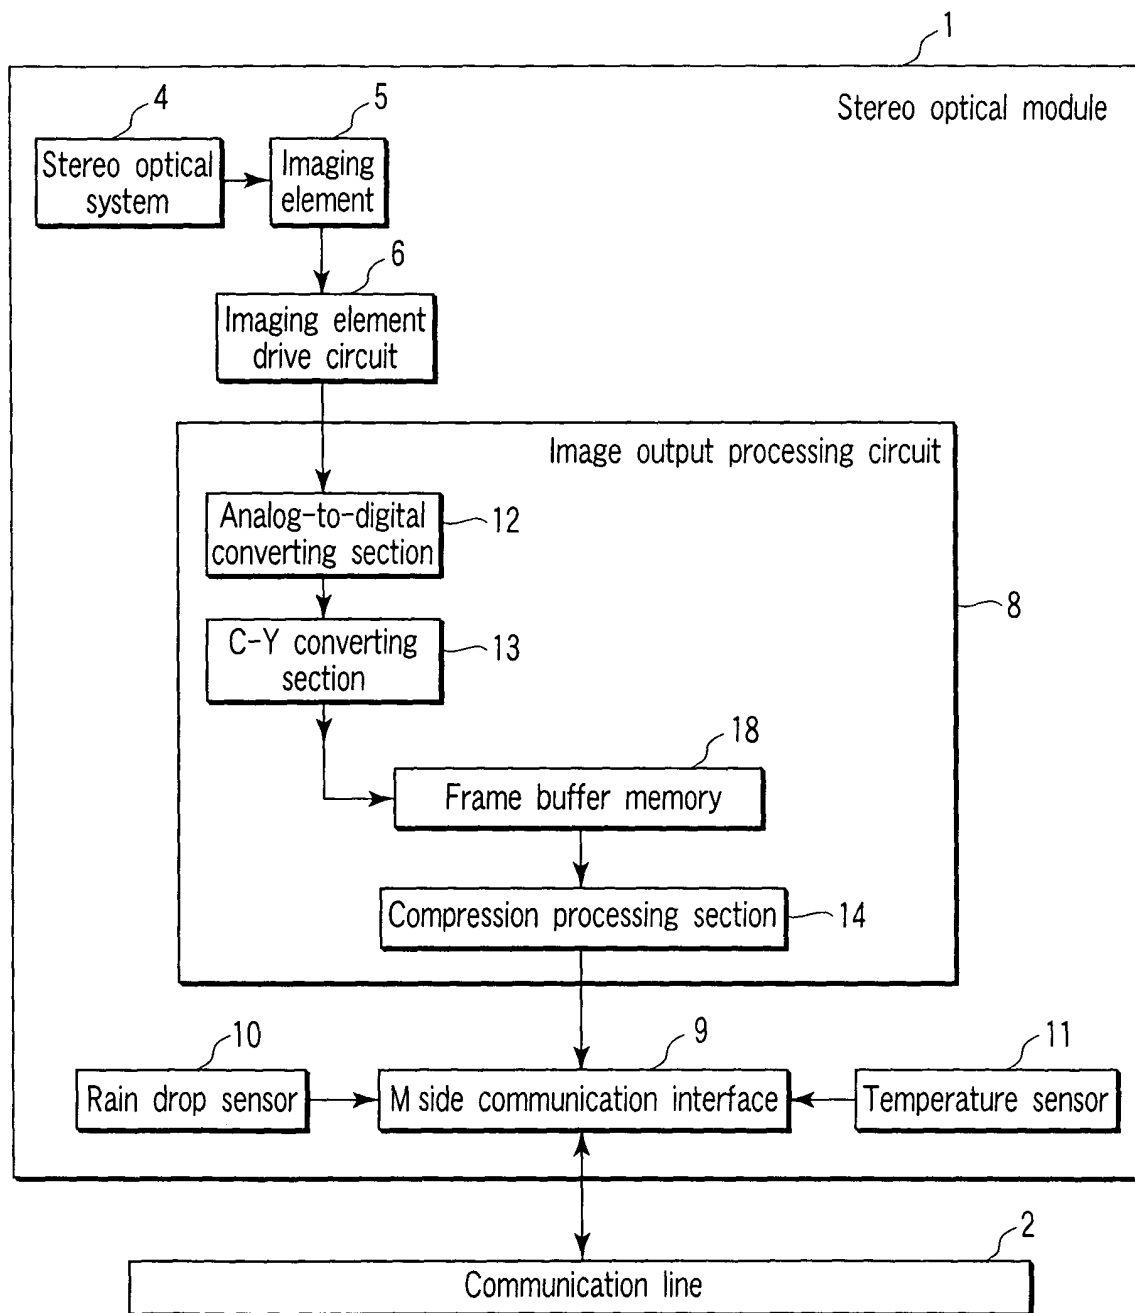 1
Stereo optical module
4
5
Stereo optical
system
Imaging
element
6
Imaging element
drive circuit
Image output processing circuit
Analog-to-digital
converting section
12
8
C-Y converting
section
13
18
Frame buffer memory
Compression processing section
14
10
9
11
Rain drop sensor
M side communication interface
Temperature sensor
2
Communication line